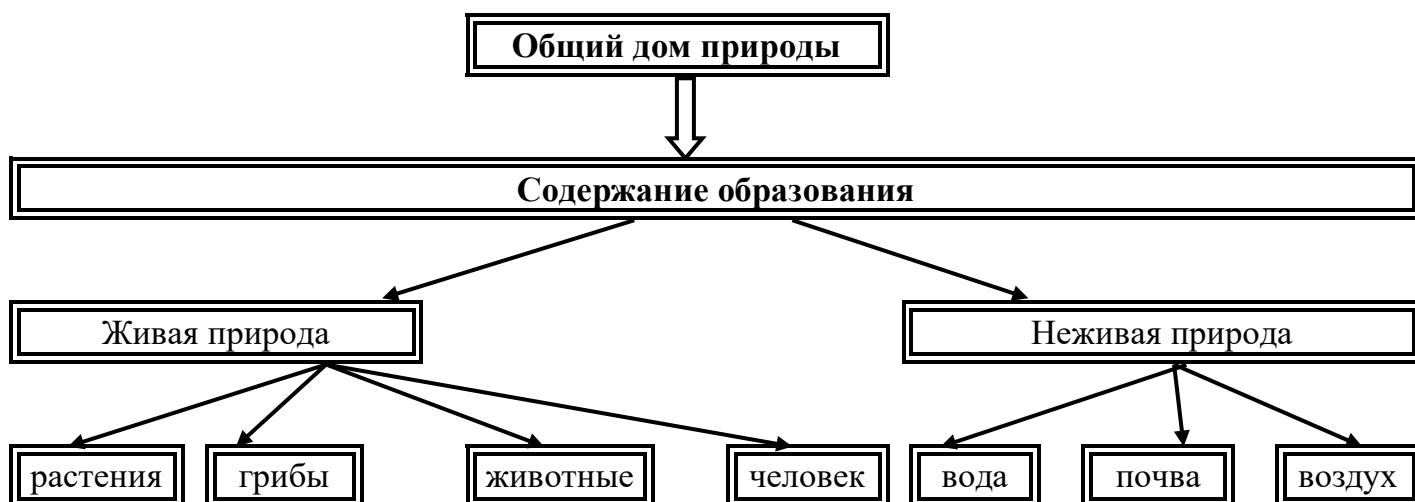 Общий дом природы
Содержание образования
Живая природа
Неживая природа
растения
грибы
животные
человек
вода
почва
воздух